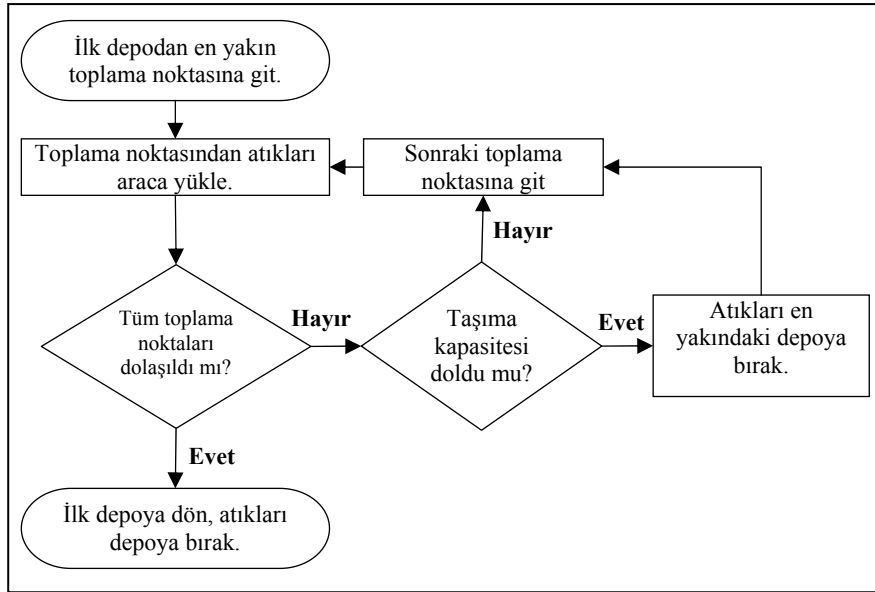 İlk depodan en yakın
toplama noktasına git.
Toplama noktasından atıkları
araca yükle.
Sonraki toplama
noktasına git
Hayır
Tüm toplama
noktaları
dolaşıldı mı?
Hayır
Taşıma
kapasitesi
doldu mu?
Evet
Atıkları en
yakındaki depoya
bırak.
Evet
İlk depoya dön, atıkları
depoya bırak.